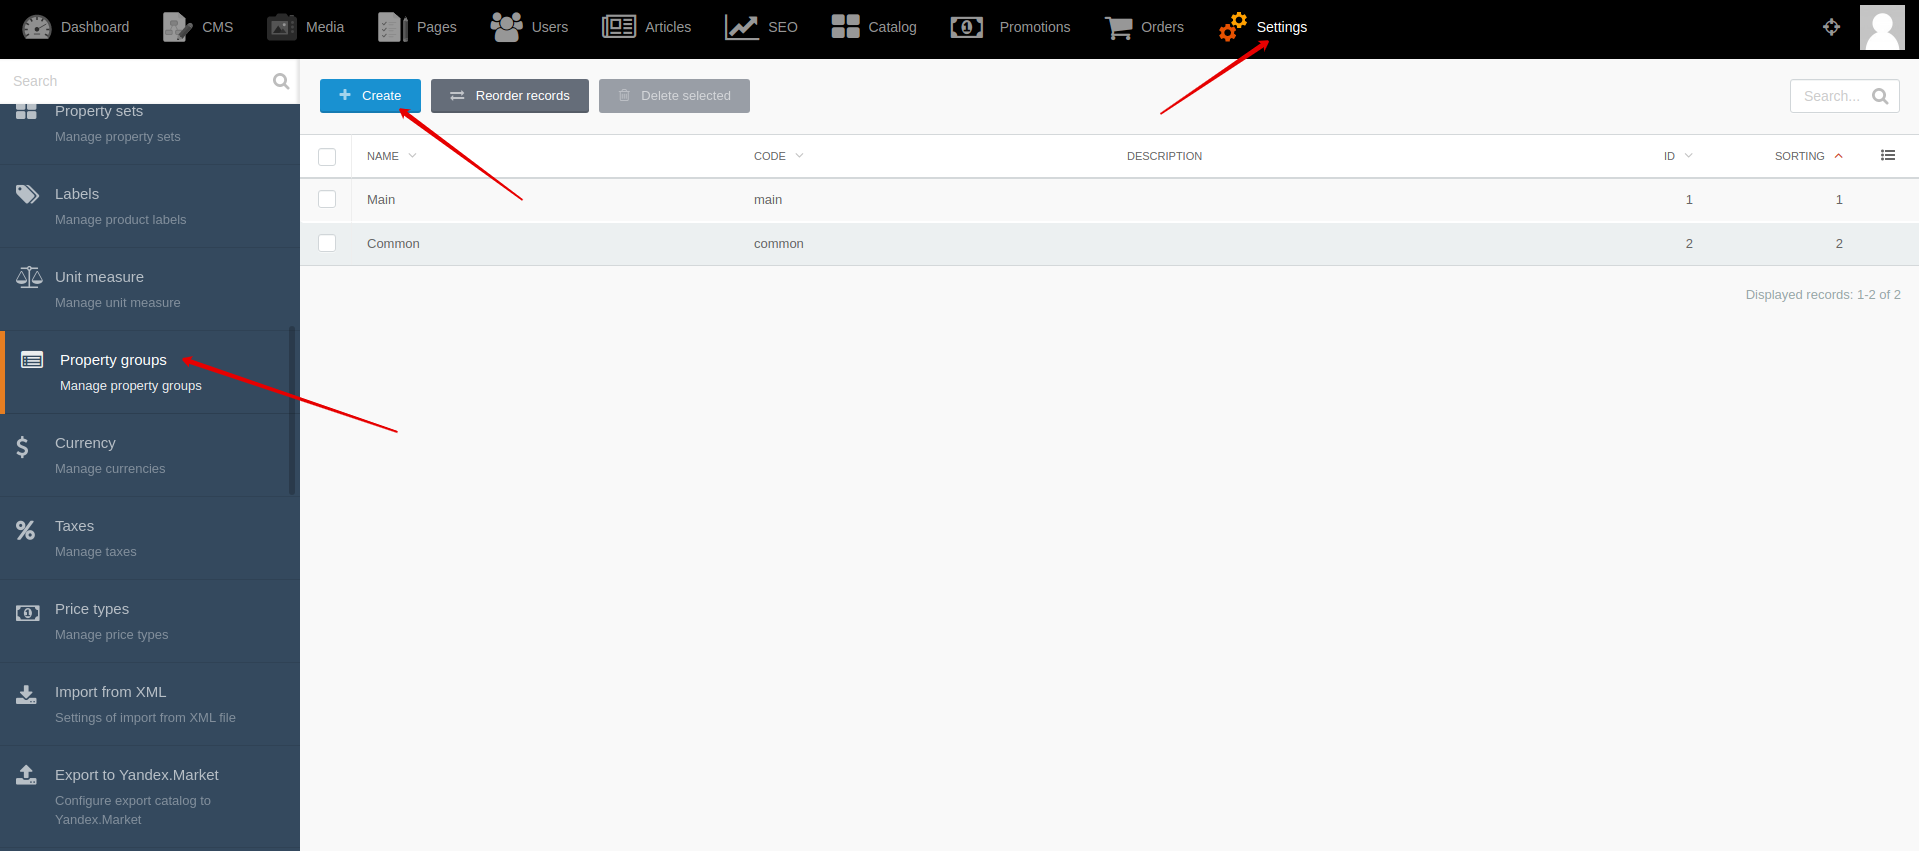 Dashboard CMS Media Pages Users Articles SEO Catalog Promotions Orders Settings
Search
Property sets
Manage property sets
Labels
Manage product labels
Unit measure
Manage unit measure
Property groups
Manage property groups
Currency
Manage currencies
Taxes
Manage taxes
Price types
Manage price types
Import from XML
Settings of import from XML file
Export to Yandex.Market
Configure export catalog to
Yandex.Market
Create Reorder records Delete selected Search...
NAME CODE DESCRIPTION ID SORTING
Main main 1 1
Common common 2 2
Displayed records: 1-2 of 2